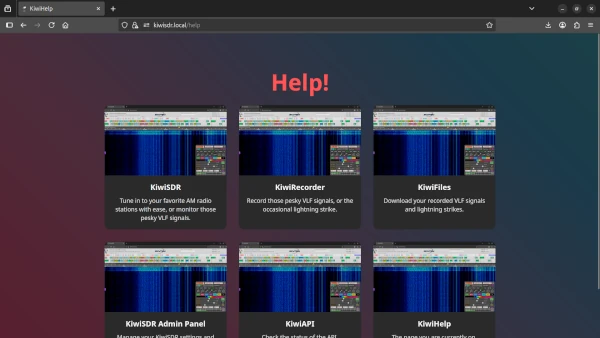 KiwiHelp
kiwisdr.local/help
Help!
KiwiSDR
Tune in to your favorite AM radio
stations with ease, or monitor those
pesky VLF signals.
KiwiRecorder
Record those pesky VLF signals, or the
occasional lightning strike.
KiwiFiles
Download your recorded VLF signals
and lightning strikes.
KiwiSDR Admin Panel
Manage your KiwiSDR settings and
KiwiAPI
Check the status of the API
KiwiHelp
The page you are currently on